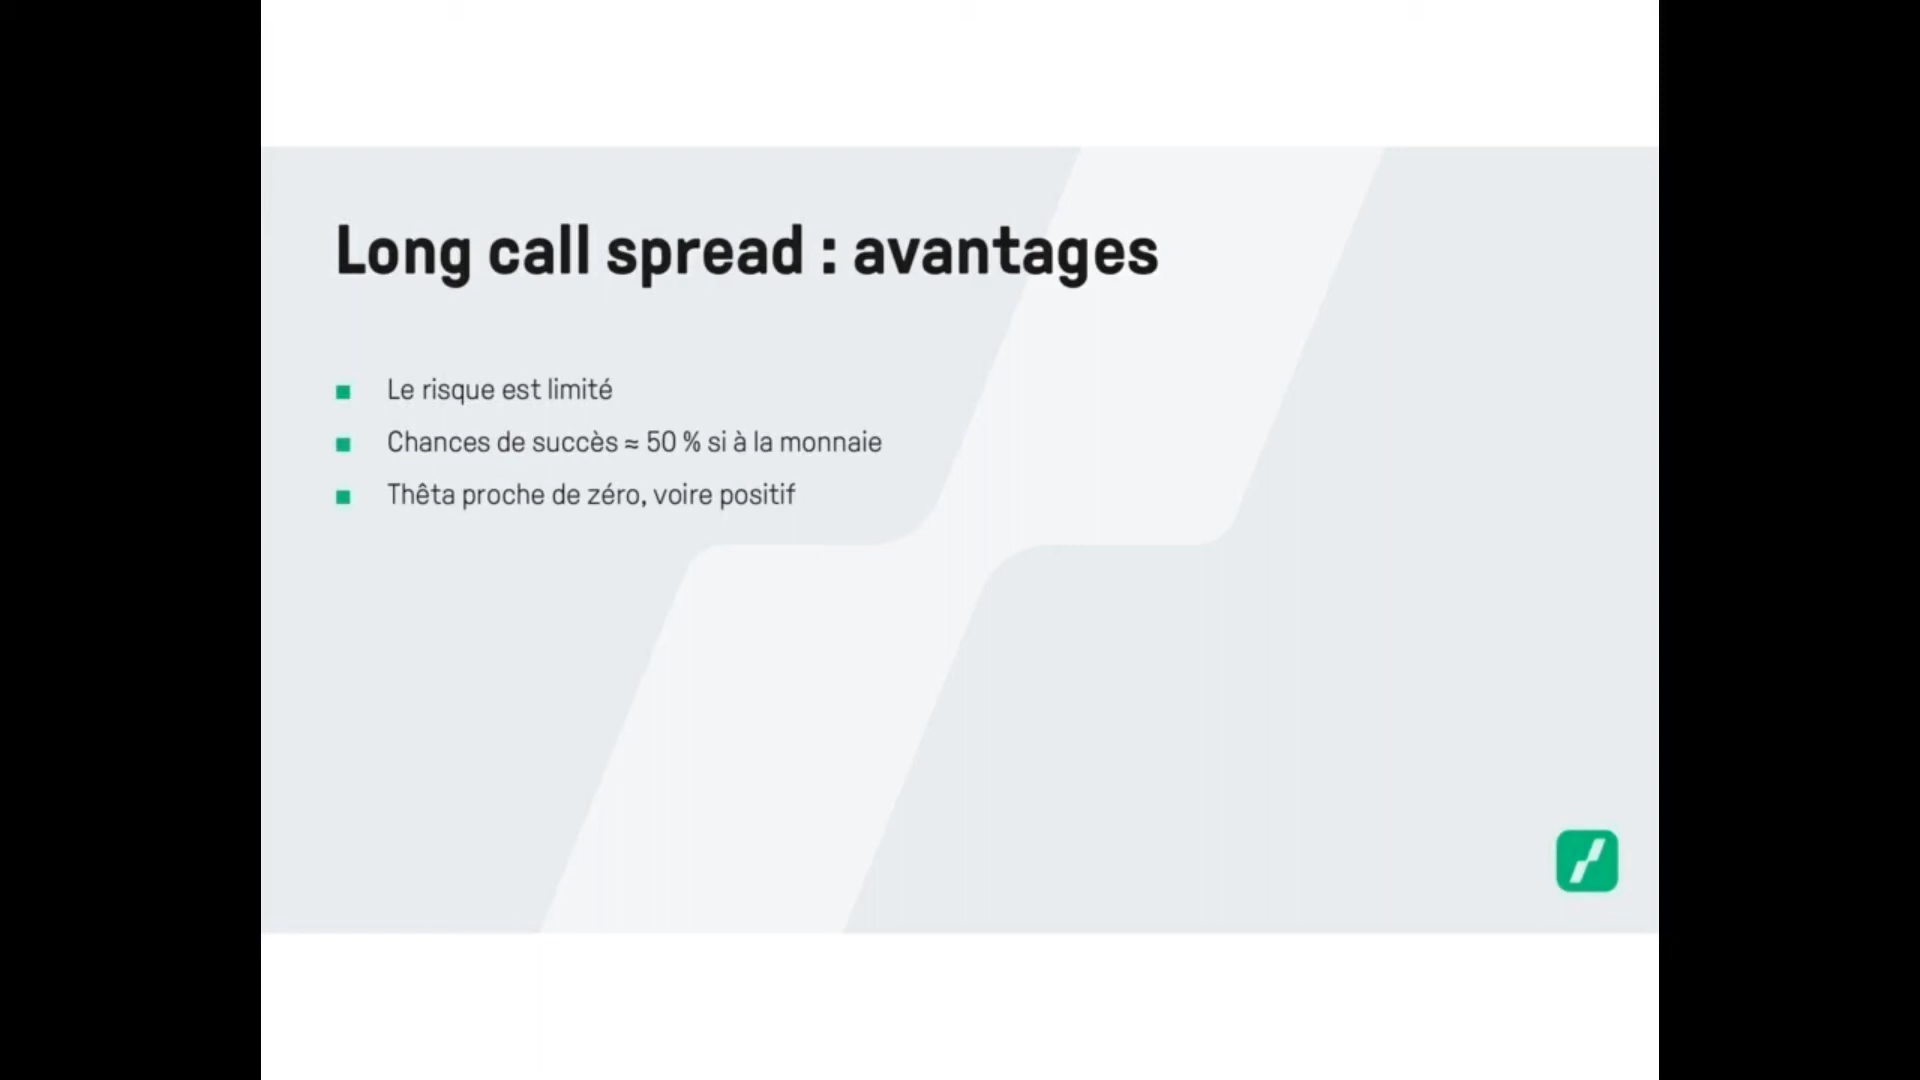 Long call spread : avantages
Le risque est limité
Chances de succès ≈ 50 % si à la monnaie
Thêta proche de zéro, voire positif